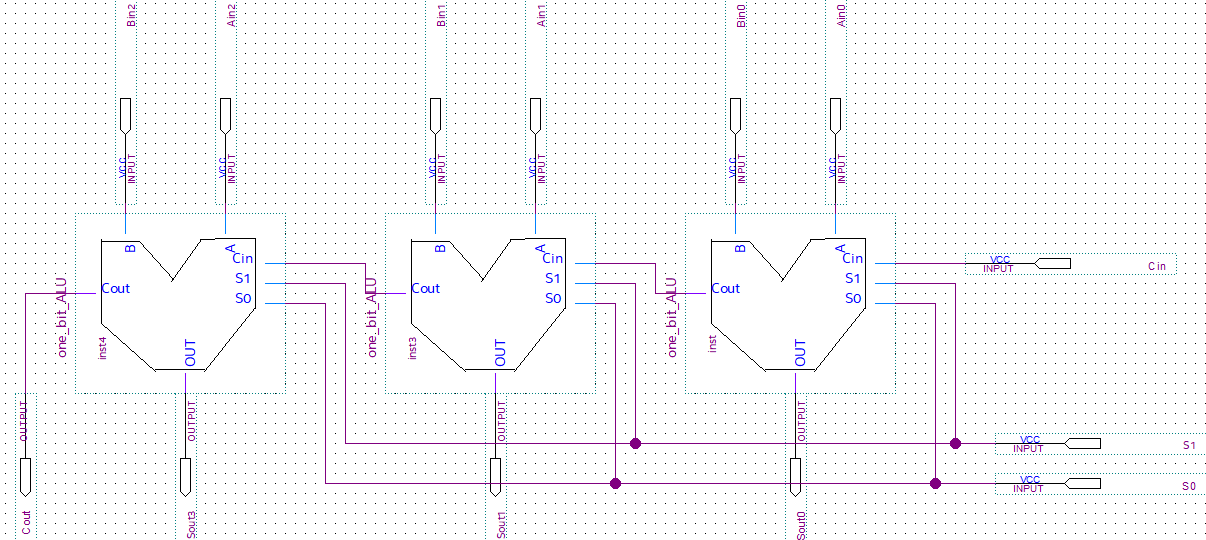 Bin2
Ain2
Bin1
Ain1
Bin0
Ain0
VCC
INPUT
VCC
INPUT
VCC
INPUT
VCC
INPUT
VCC
INPUT
VCC
INPUT
B
A
Cin
S1
S0
Cout
OUT
one_bit_ALU
inst4
B
A
Cin
S1
S0
Cout
OUT
one_bit_ALU
inst3
B
A
Cin
S1
S0
Cout
OUT
one_bit_ALU
inst
VCC
INPUT
Cin
OUTPUT
OUTPUT
OUTPUT
OUTPUT
VCC
INPUT
S1
VCC
INPUT
S0
Cout
Sout3
Sout1
Sout0